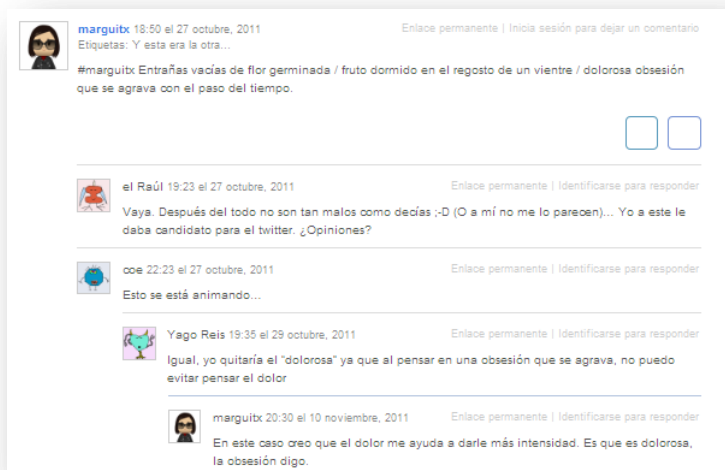 marguitx 18:50 el 27 octubre, 2011 Enlace permanente | Inicia sesión para dejar un comentario
Etiquetas: Y esta era la otra...
#marguitx Entrañas vacías de flor germinada / fruto dormido en el regosto de un vientre / dolorosa obsesión
que se agrava con el paso del tiempo.
el Raúl 19:23 el 27 octubre, 2011 Enlace permanente | Identificarse para responder
Vaya. Después del todo no son tan malos como decías ;-D (O a mí no me lo parecen)... Yo a este le
daba candidato para el twitter. ¿Opiniones?
coe 22:23 el 27 octubre, 2011 Enlace permanente | Identificarse para responder
Esto se está animando...
Yago Reis 19:35 el 29 octubre, 2011 Enlace permanente | Identificarse para responder
Igual, yo quitaría el "dolorosa" ya que al pensar en una obsesión que se agrava, no puedo
evitar pensar el dolor
marguitx 20:30 el 10 noviembre, 2011 Enlace permanente | Identificarse para responder
En este caso creo que el dolor me ayuda a darle más intensidad. Es que es dolorosa,
la obsesión digo.